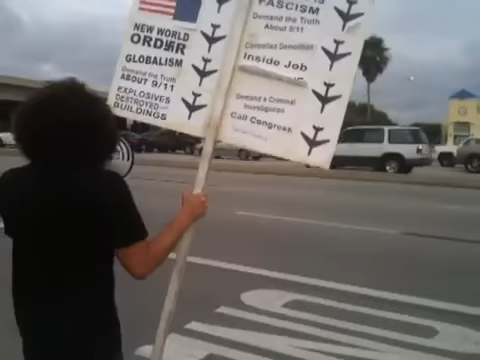 NEW WORLD
ORDER
GLOBALISM
Demand the Truth
ABOUT 9/11
EXPLOSIVES
DESTROYED
BUILDINGS
FASCISM
Demand the Truth
About 9/11
Controlled Demolition
Inside Job
Demand a Criminal
Investigation
Call Congress